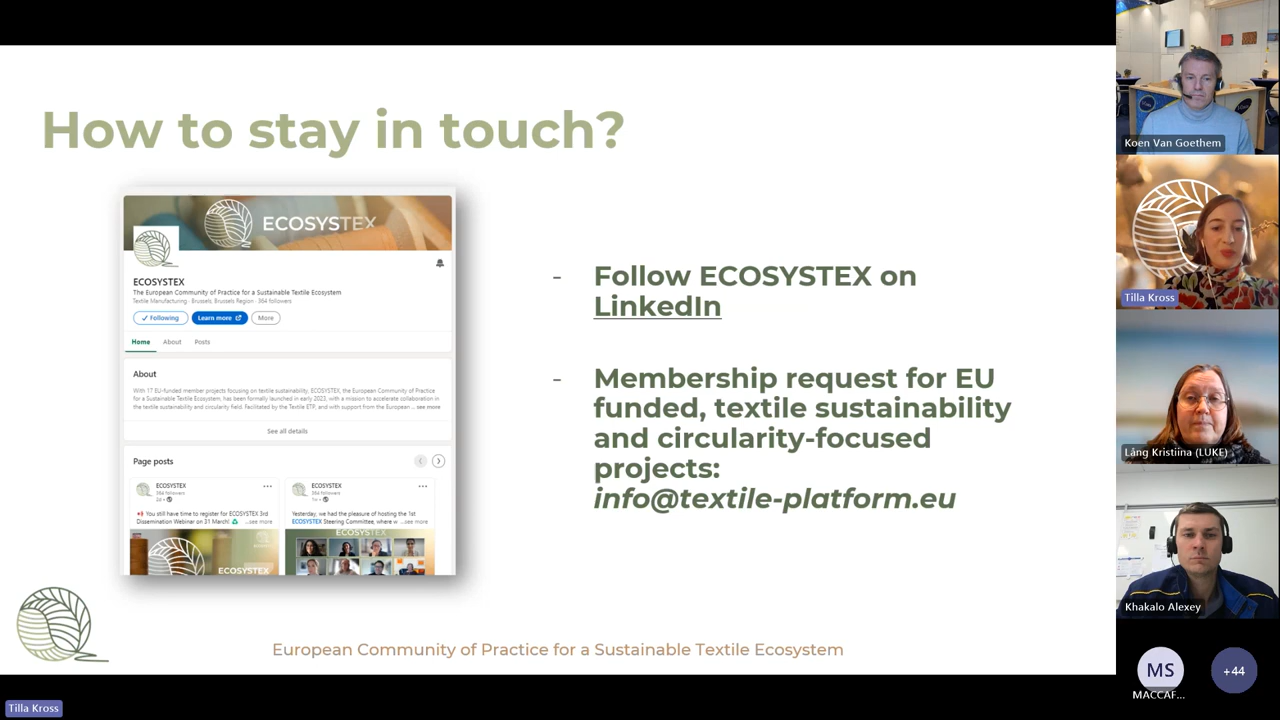 How to stay in touch?
ECOSYSTEX
ECOSYSTEX
The European Community of Practice for a Sustainable Textile Ecosystem
Textile Manufacturing · Brussels, Brussels Region · 364 followers
Following
Learn more
More
Home
About
Posts
About
With 17 EU-funded member projects focusing on textile sustainability, ECOSYSTEX, the European Community of Practice
for a Sustainable Textile Ecosystem, has been formally launched in early 2023, with a mission to accelerate collaboration in
the textile sustainability and circularity field. Facilitated by the Textile ETP, and with support from the European ... see more
See all details
Page posts
ECOSYSTEX
364 followers
2d
You still have time to register for ECOSYSTEX 3rd
Dissemination Webinar on 31 March! ...see more
ECOSYSTEX
ECOSYSTEX
364 followers
1w
Yesterday, we had the pleasure of hosting the 1st
ECOSYSTEX Steering Committee, where w ...see more
ECOSYSTEX
- Follow ECOSYSTEX on
LinkedIn
- Membership request for EU
funded, textile sustainability
and circularity-focused
projects:
info@textile-platform.eu
European Community of Practice for a Sustainable Textile Ecosystem
Tilla Kross
Koen Van Goethem
Tilla Kross
Lång Kristiina (LUKE)
Khakalo Alexey
MS
MACCAF...
+44